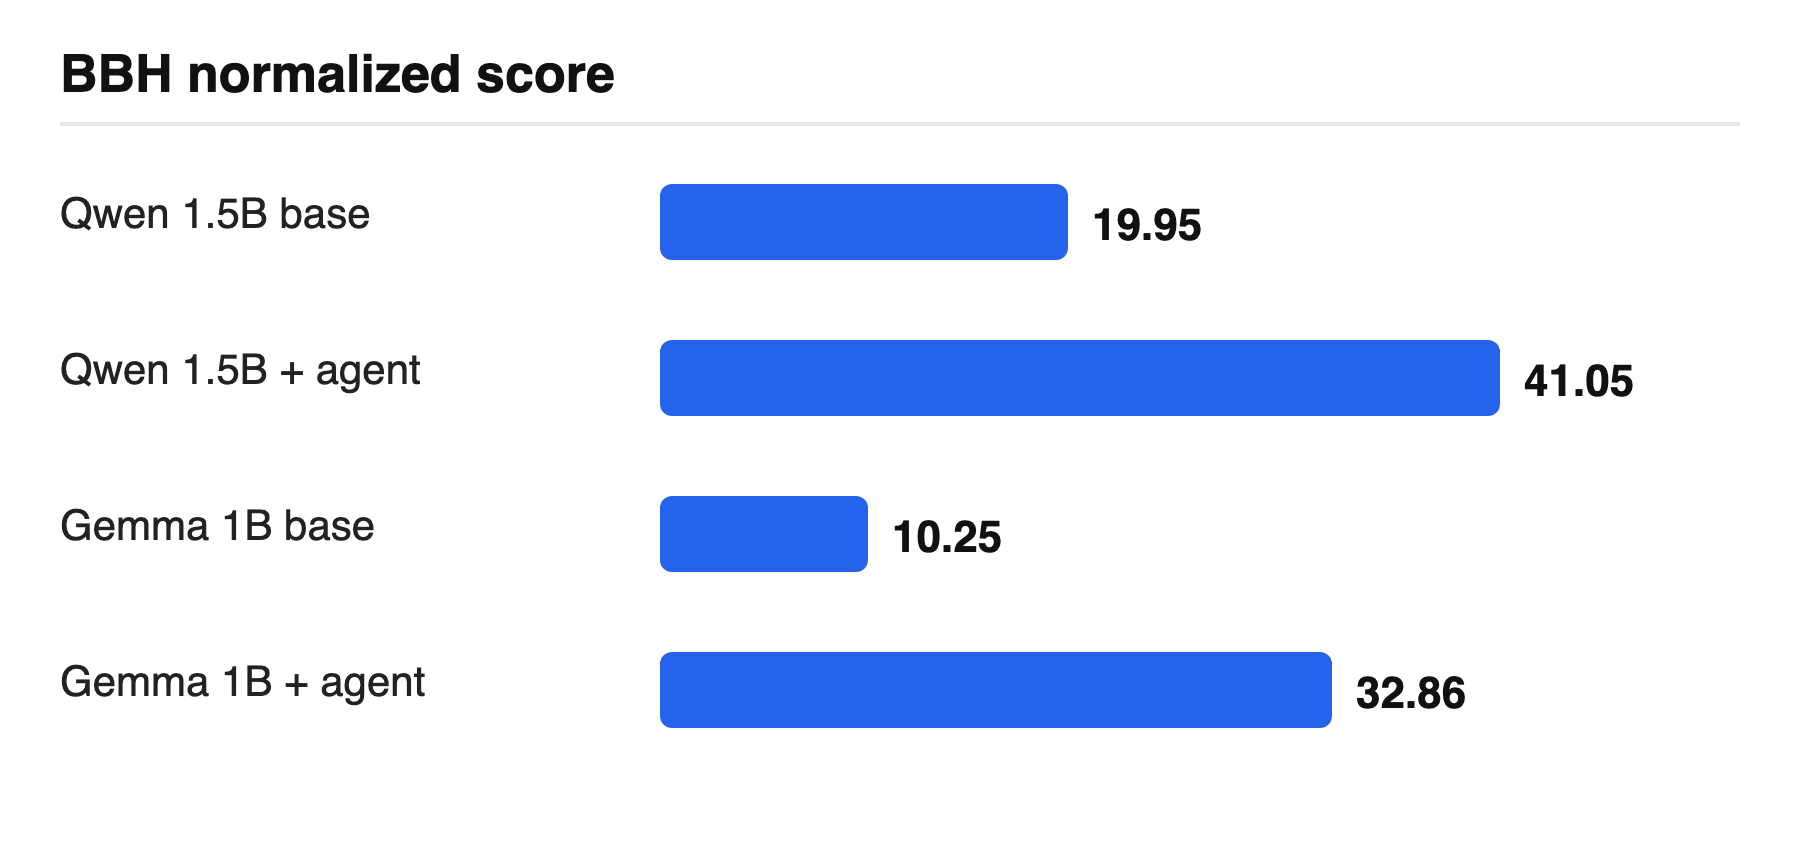 BBH normalized score
Qwen 1.5B base 19.95
Qwen 1.5B + agent 41.05
Gemma 1B base 10.25
Gemma 1B + agent 32.86